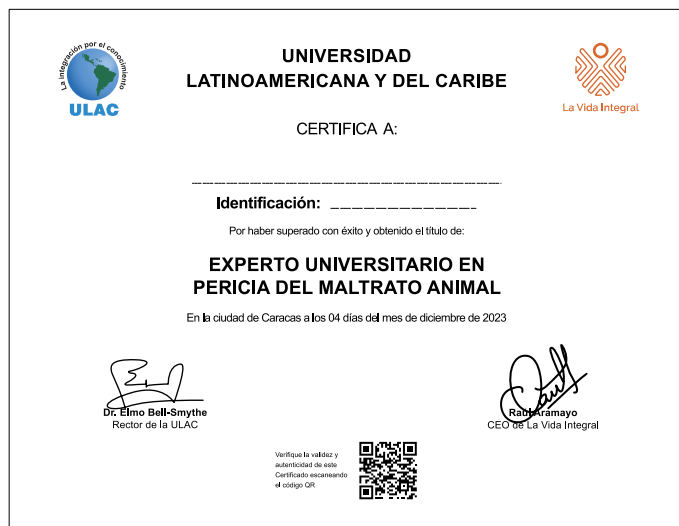 La integración por el conocimiento
ULAC
UNIVERSIDAD
LATINOAMERICANA Y DEL CARIBE
La Vida Integral
CERTIFICA A:
Identificación:
Por haber superado con éxito y obtenido el título de:
EXPERTO UNIVERSITARIO EN
PERICIA DEL MALTRATO ANIMAL
En la ciudad de Caracas a los 04 días del mes de diciembre de 2023
Dr. Elmo Bell-Smythe
Rector de la ULAC
Raúl Aramayo
CEO de La Vida Integral
Verifique la validez y
autenticidad de este
Certificado escaneando
el código QR